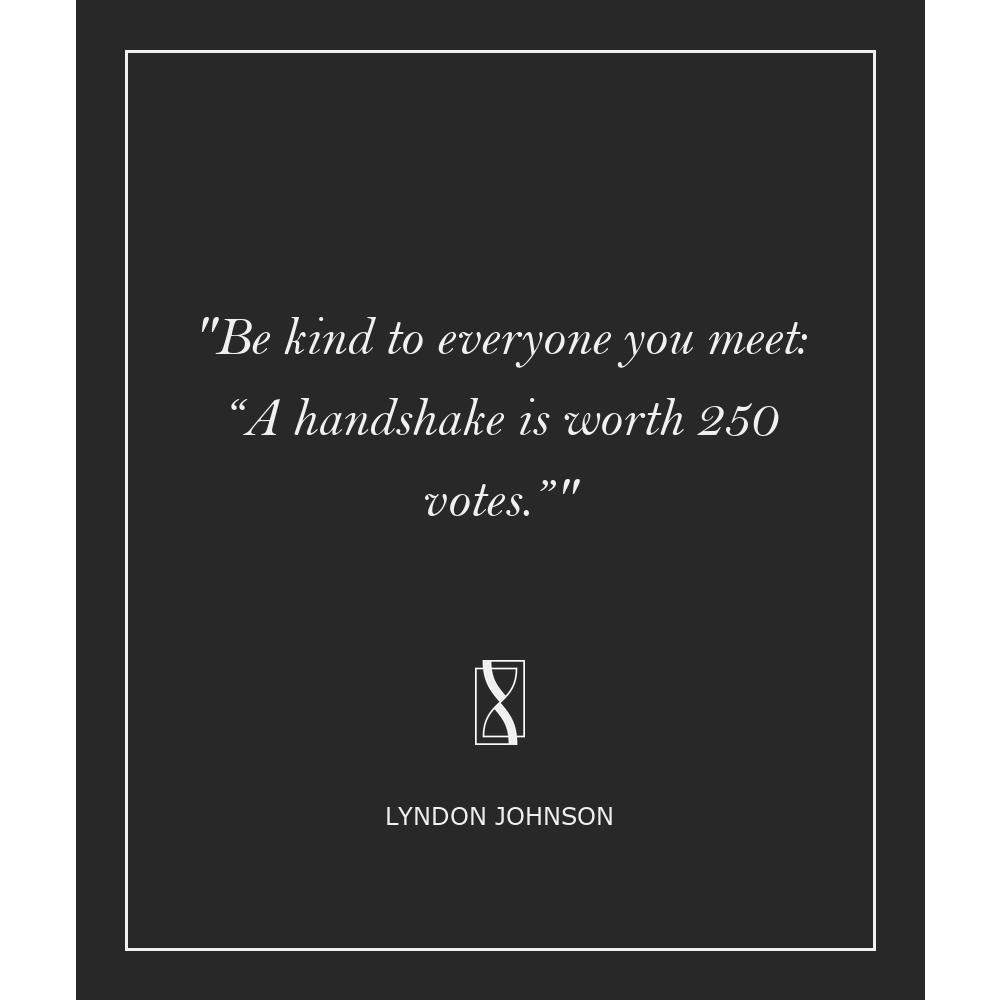 "Be kind to everyone you meet:
“A handshake is worth 250
votes.”"
LYNDON JOHNSON